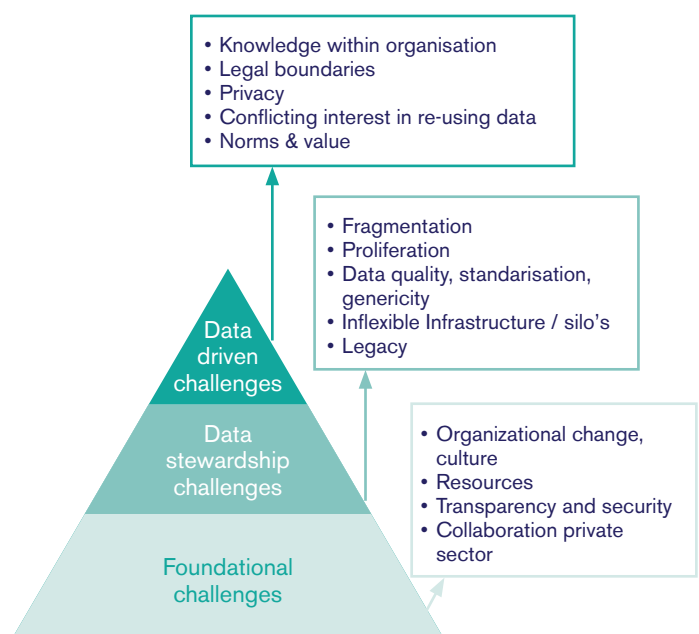 • Knowledge within organisation
• Legal boundaries
• Privacy
• Conflicting interest in re-using data
• Norms & value
• Fragmentation
• Proliferation
• Data quality, standarisation,
genericity
• Inflexible Infrastructure / silo's
• Legacy
Data
driven
challenges
Data
stewardship
challenges
• Organizational change,
culture
• Resources
• Transparency and security
• Collaboration private
sector
Foundational
challenges